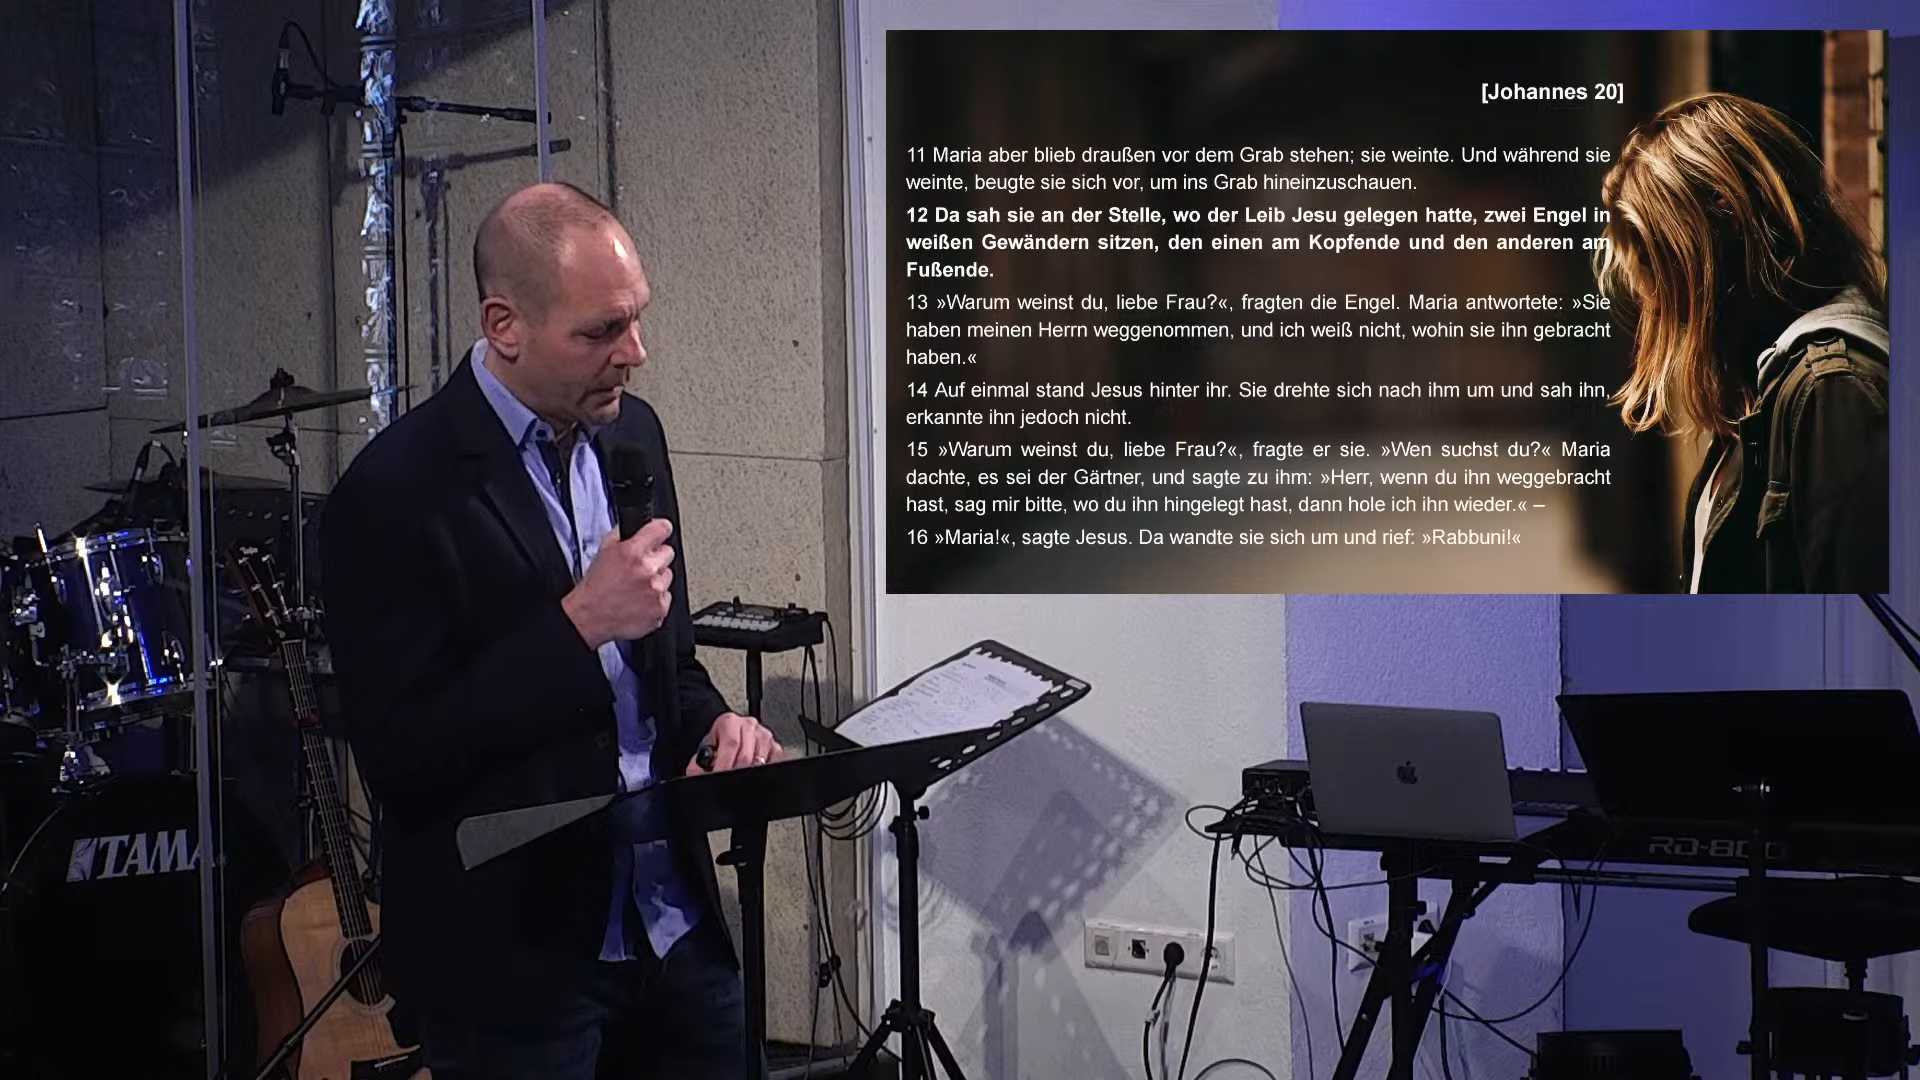 [Johannes 20]
11 Maria aber blieb draußen vor dem Grab stehen; sie weinte. Und während sie
weinte, beugte sie sich vor, um ins Grab hineinzuschauen.
12 Da sah sie an der Stelle, wo der Leib Jesu gelegen hatte, zwei Engel in
weißen Gewändern sitzen, den einen am Kopfende und den anderen am
Fußende.
13 »Warum weinst du, liebe Frau?«, fragten die Engel. Maria antwortete: »Sie
haben meinen Herrn weggenommen, und ich weiß nicht, wohin sie ihn gebracht
haben.«
14 Auf einmal stand Jesus hinter ihr. Sie drehte sich nach ihm um und sah ihn,
erkannte ihn jedoch nicht.
15 »Warum weinst du, liebe Frau?«, fragte er sie. »Wen suchst du?« Maria
dachte, es sei der Gärtner, und sagte zu ihm: »Herr, wenn du ihn weggebracht
hast, sag mir bitte, wo du ihn hingelegt hast, dann hole ich ihn wieder.« –
16 »Maria!«, sagte Jesus. Da wandte sie sich um und rief: »Rabbuni!«
TAMA
RD-800